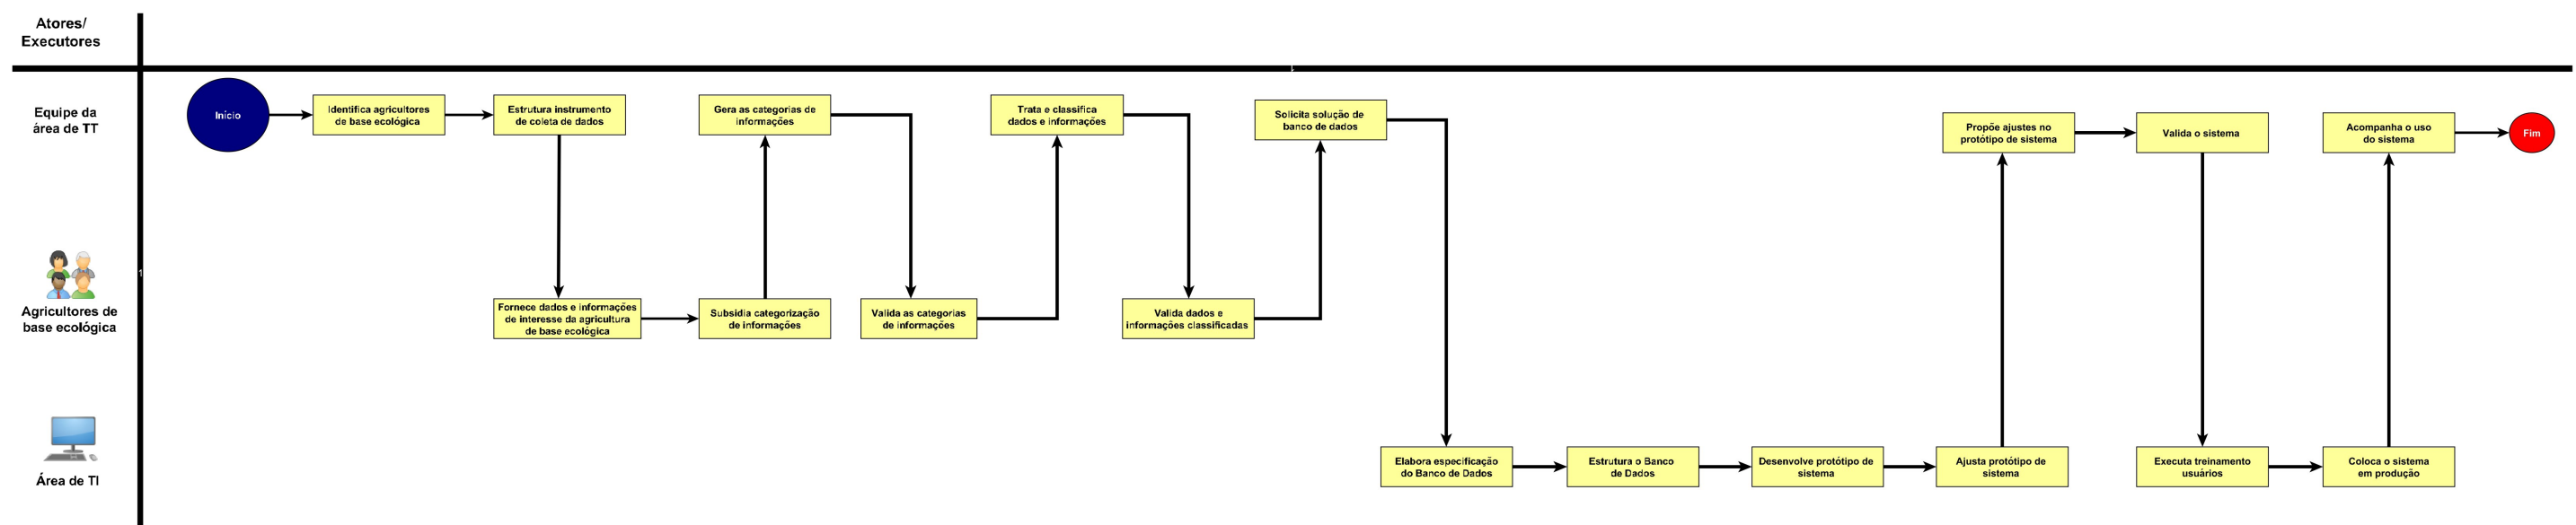 Atores/
Executores
Equipe da
área de TT
Início
Identifica agricultores
de base ecológica
Estrutura instrumento
de coleta de dados
Gera as categorias de
informações
Trata e classifica
dados e informações
Solicita solução de
banco de dados
Propõe ajustes no
protótipo de sistema
Valida o sistema
Acompanha o uso
do sistema
Fim
Agricultores de
base ecológica
Fornece dados e informações
de interesse da agricultura
de base ecológica
Subsidia categorização
de informações
Valida as categorias
de informações
Valida dados e
informações classificadas
Área de TI
Elabora especificação
do Banco de Dados
Estrutura o Banco
de Dados
Desenvolve protótipo de
sistema
Ajusta protótipo de
sistema
Executa treinamento
usuários
Coloca o sistema
em produção